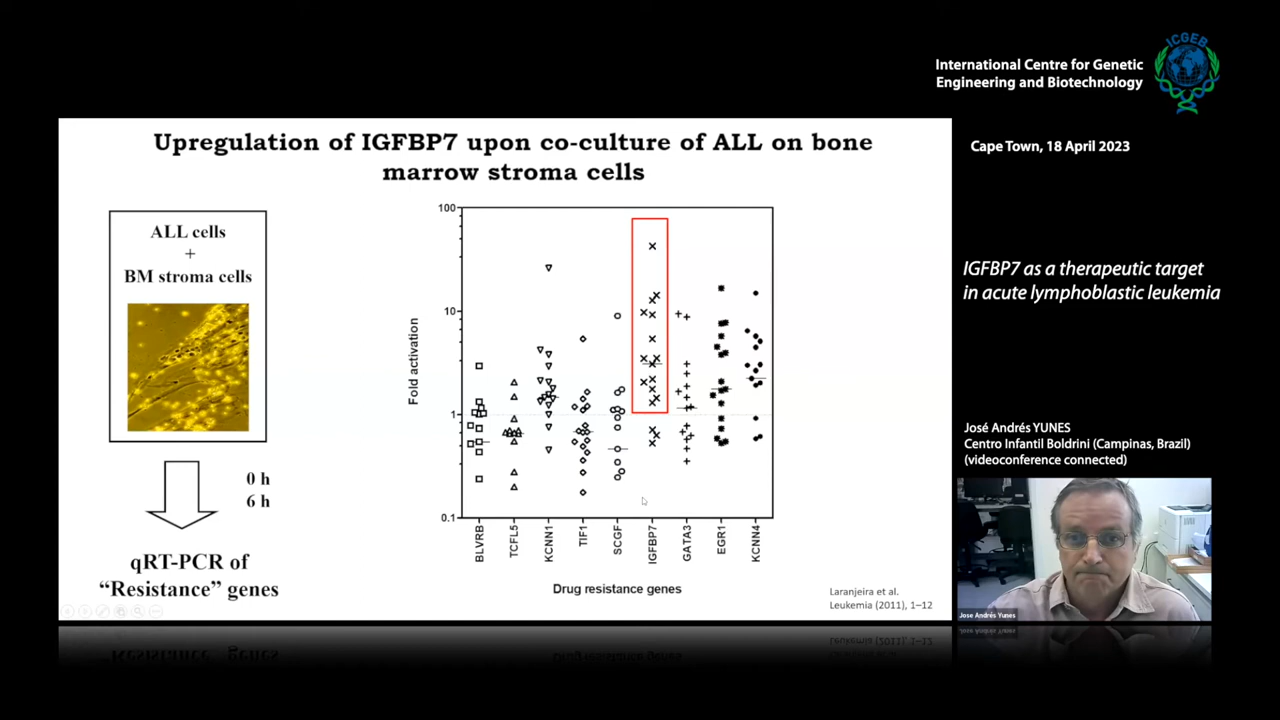 ICGEB
International Centre for Genetic
Engineering and Biotechnology
Cape Town, 18 April 2023
IGFBP7 as a therapeutic target
in acute lymphoblastic leukemia
José Andrés YUNES
Centro Infantil Boldrini (Campinas, Brazil)
(videoconference connected)
Jose Andrés Yunes
Upregulation of IGFBP7 upon co-culture of ALL on bone
marrow stroma cells
ALL cells
+
BM stroma cells
0 h
6 h
qRT-PCR of
“Resistance” genes
Fold activation
100
10
1
0.1
BLVRB
TCFL5
KCNN1
TIF1
SCGF
IGFBP7
GATA3
EGR1
KCNN4
Drug resistance genes
Laranjeira et al.
Leukemia (2011), 1–12